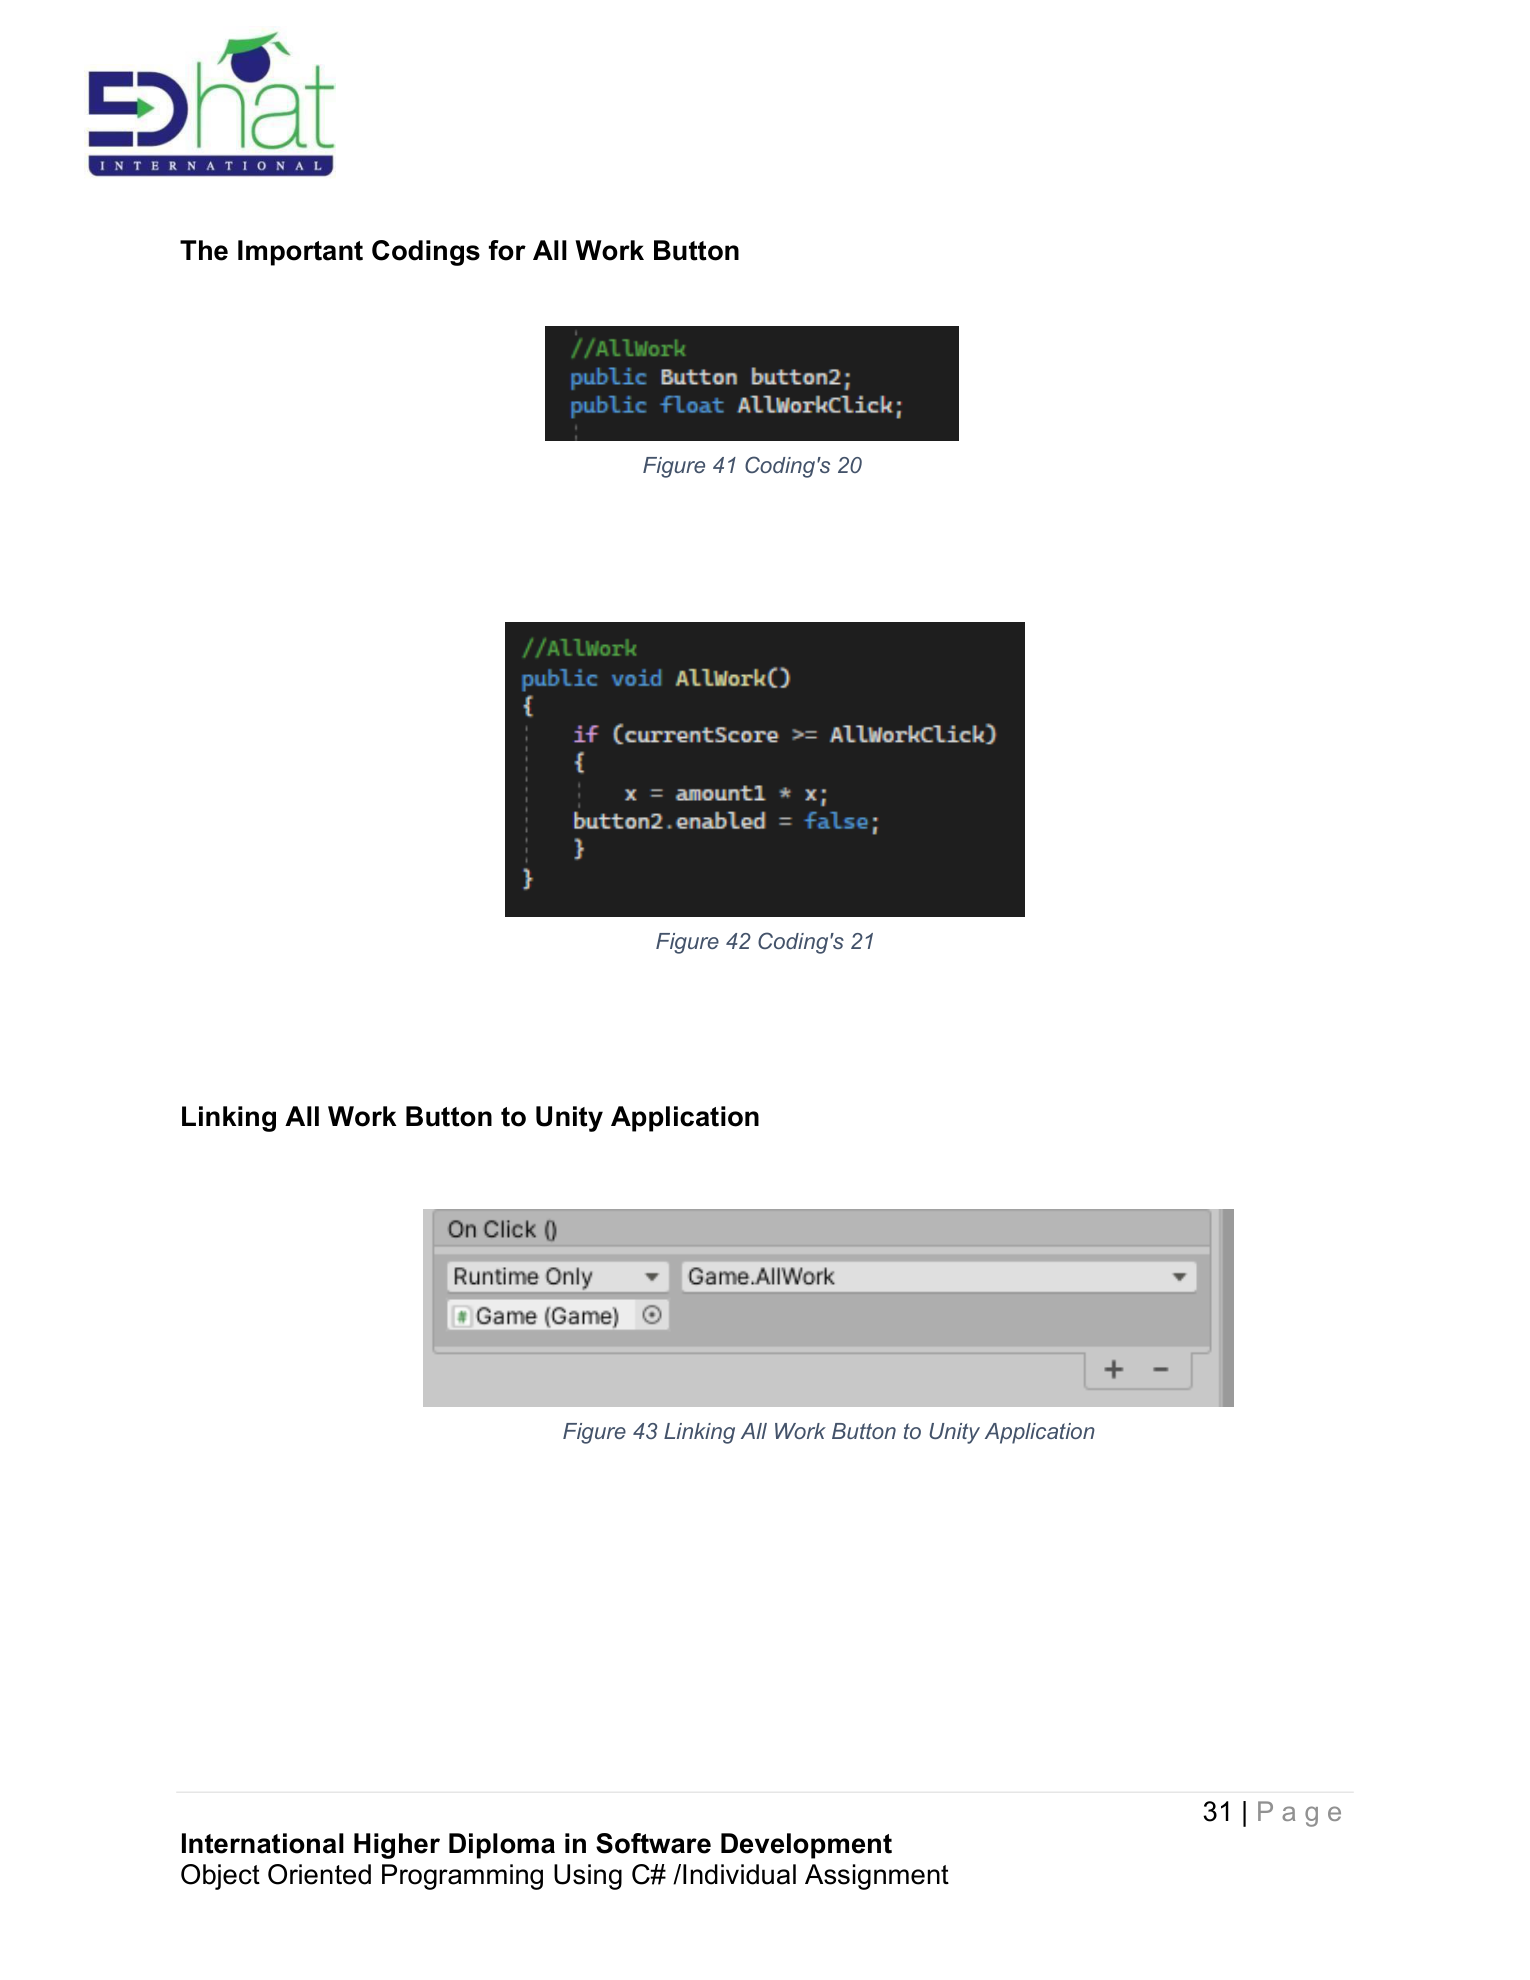 EDhat
INTERNATIONAL
The Important Codings for All Work Button
//AllWork
public Button button2;
public float AllWorkClick;
Figure 41 Coding's 20
//AllWork
public void AllWork()
{
if (currentScore >= AllWorkClick)
{
x = amount1 * x;
button2.enabled = false;
}
}
Figure 42 Coding's 21
Linking All Work Button to Unity Application
On Click ()
Runtime Only Game.AllWork
# Game (Game)
+ -
Figure 43 Linking All Work Button to Unity Application
31 | Page
International Higher Diploma in Software Development
Object Oriented Programming Using C# /Individual Assignment